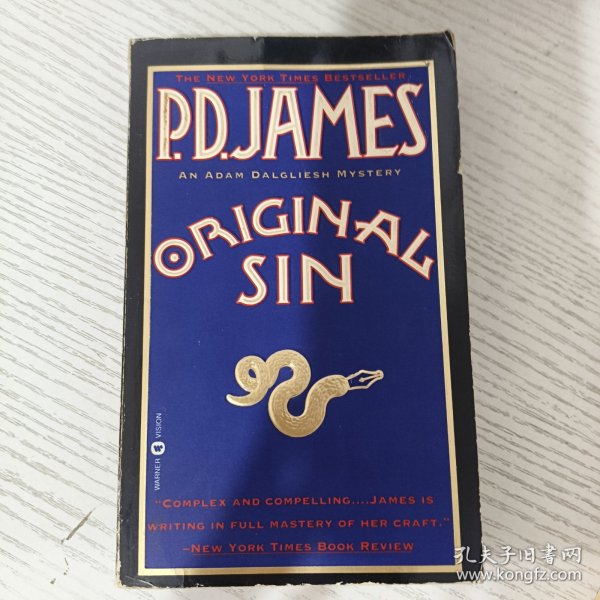 THE NEW YORK TIMES BESTSELLER
P.D. JAMES
AN ADAM DALGLIESH MYSTERY
ORIGINAL
SIN
WARNER VISION
"COMPLEX AND COMPELLING....JAMES IS
WRITING IN FULL MASTERY OF HER CRAFT."
–NEW YORK TIMES BOOK REVIEW
孔夫子旧书网
www.kongfz.com